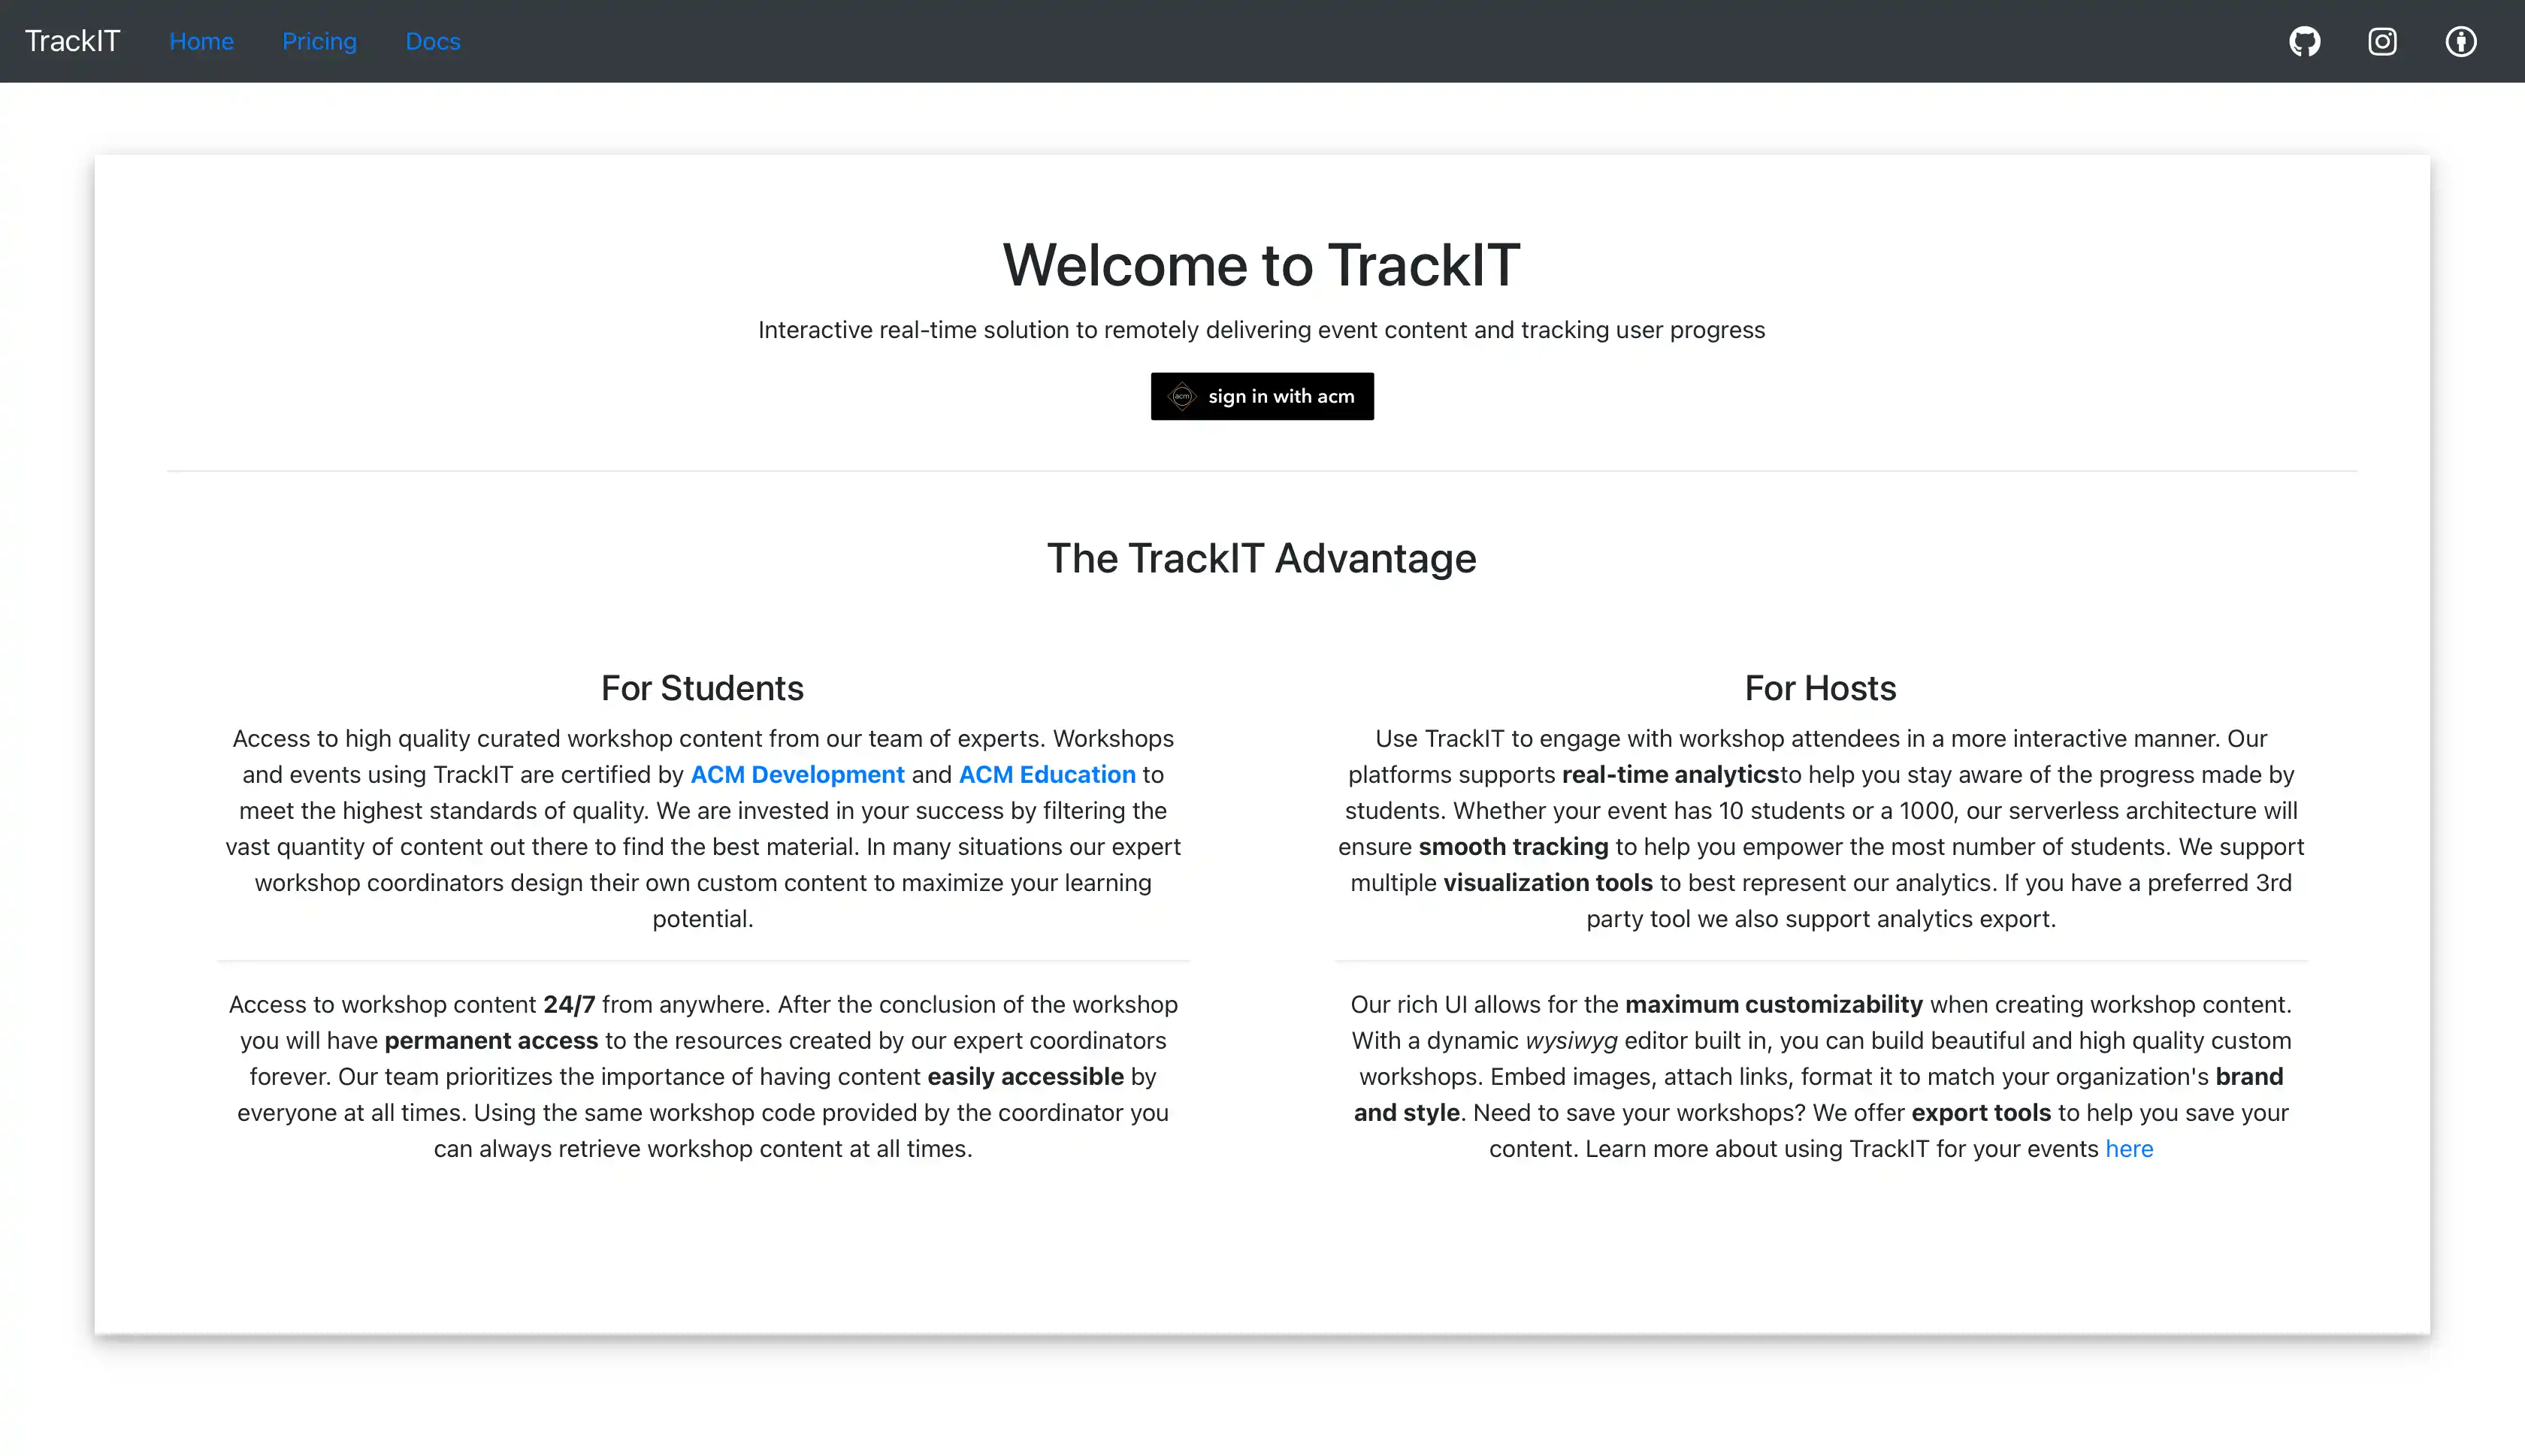 TrackIT Home Pricing Docs
Welcome to TrackIT
Interactive real-time solution to remotely delivering event content and tracking user progress
acm sign in with acm
The TrackIT Advantage
For Students
Access to high quality curated workshop content from our team of experts. Workshops
and events using TrackIT are certified by ACM Development and ACM Education to
meet the highest standards of quality. We are invested in your success by filtering the
vast quantity of content out there to find the best material. In many situations our expert
workshop coordinators design their own custom content to maximize your learning
potential.
Access to workshop content 24/7 from anywhere. After the conclusion of the workshop
you will have permanent access to the resources created by our expert coordinators
forever. Our team prioritizes the importance of having content easily accessible by
everyone at all times. Using the same workshop code provided by the coordinator you
can always retrieve workshop content at all times.
For Hosts
Use TrackIT to engage with workshop attendees in a more interactive manner. Our
platforms supports real-time analyticsto help you stay aware of the progress made by
students. Whether your event has 10 students or a 1000, our serverless architecture will
ensure smooth tracking to help you empower the most number of students. We support
multiple visualization tools to best represent our analytics. If you have a preferred 3rd
party tool we also support analytics export.
Our rich UI allows for the maximum customizability when creating workshop content.
With a dynamic wysiwyg editor built in, you can build beautiful and high quality custom
workshops. Embed images, attach links, format it to match your organization's brand
and style. Need to save your workshops? We offer export tools to help you save your
content. Learn more about using TrackIT for your events here